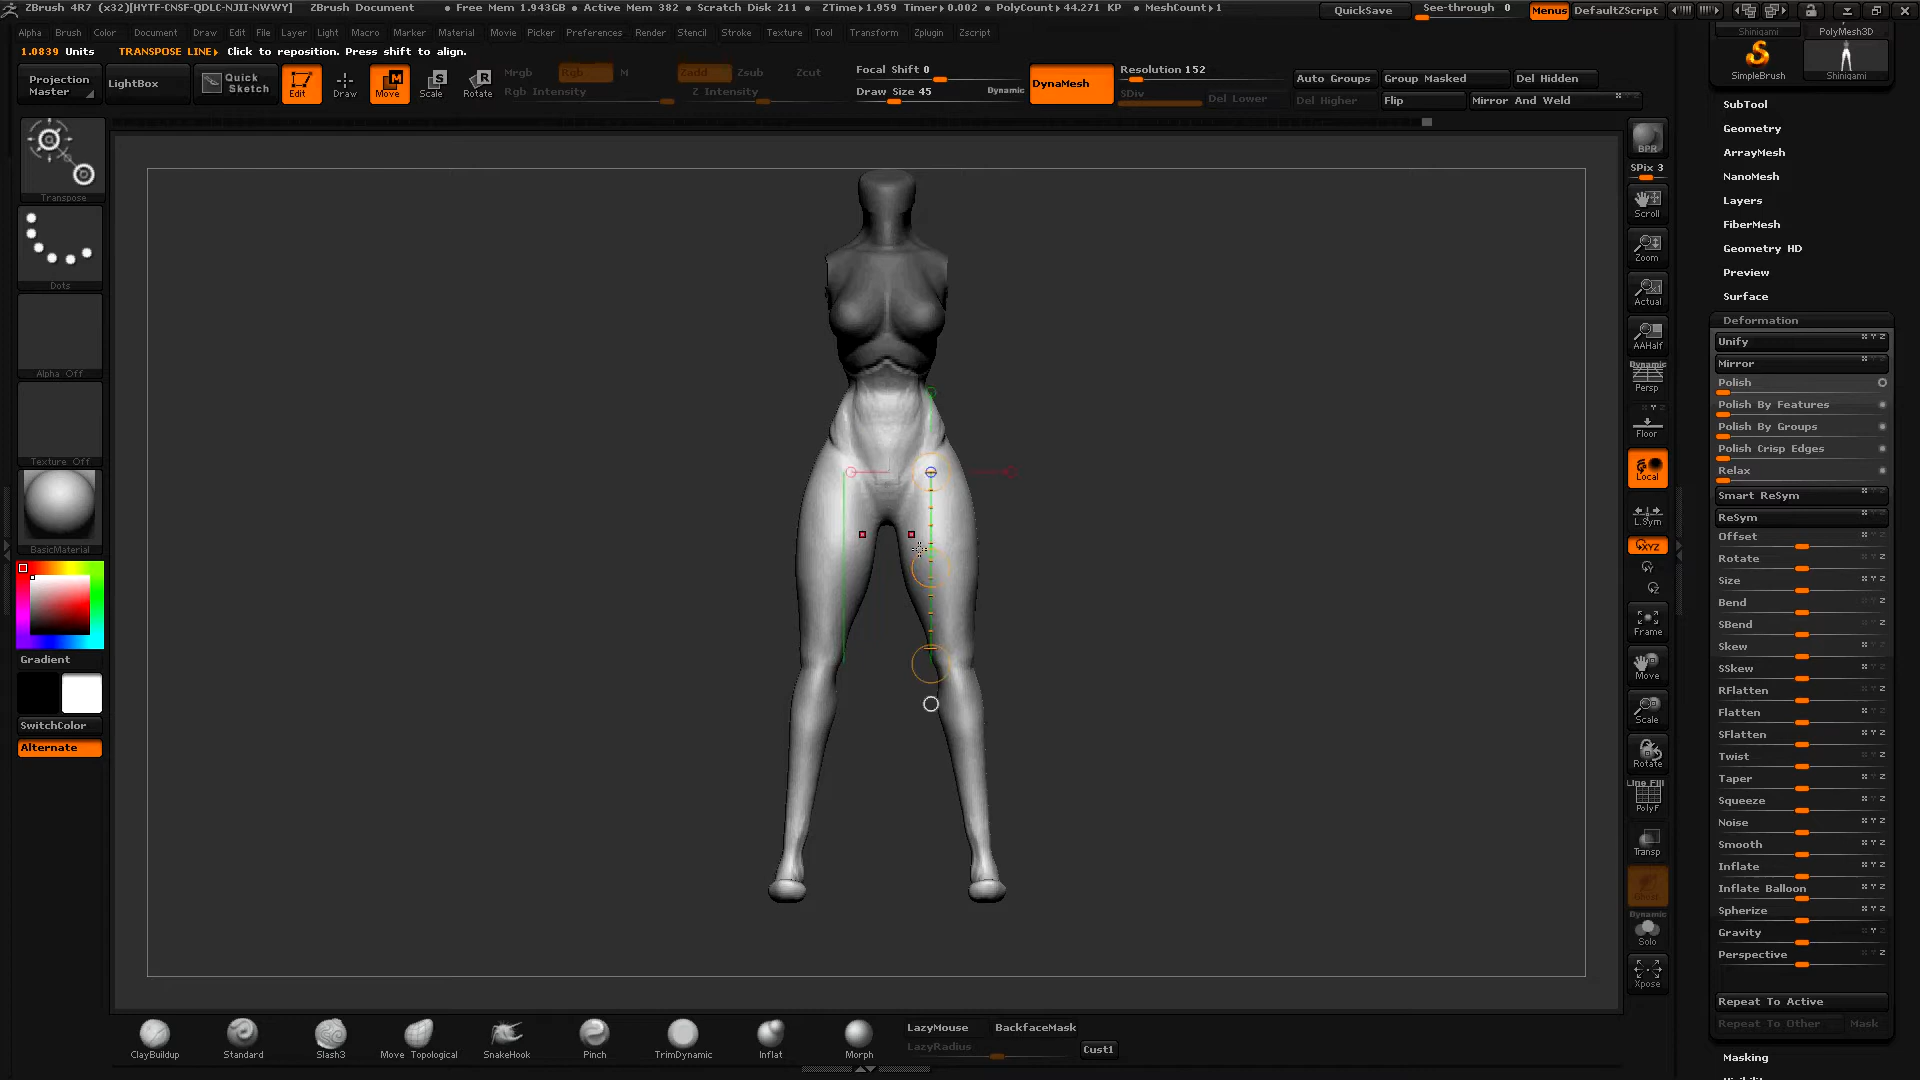 ZBrush 4R7 (x32)[HYTF-CNSF-QDLC-NJII-NWWY] ZBrush Document • Free Mem 1.943GB • Active Mem 382 • Scratch Disk 211 • ZTime▸1.959 Timer▸0.002 • PolyCount▸44.271 KP • MeshCount▸1 QuickSave See-through 0 Menus DefaultZScript
Alpha Brush Color Document Draw Edit File Layer Light Macro Marker Material Movie Picker Preferences Render Stencil Stroke Texture Tool Transform Zplugin Zscript
1.0839 Units TRANSPOSE LINE▸ Click to reposition. Press shift to align.
Projection Master
LightBox
Quick Sketch
Edit
Draw
Move
Scale
Rotate
Mrgb Rgb M
Rgb Intensity
Zadd Zsub Zcut
Z Intensity
Focal Shift 0
Draw Size 45 Dynamic
DynaMesh
Resolution 152
SDiv
Del Lower
Auto Groups Group Masked Del Hidden
Del Higher Flip Mirror And Weld
Transpose
Dots
Alpha Off
Texture Off
BasicMaterial
Gradient
SwitchColor
Alternate
BPR
SPix 3
Scroll
Zoom
Actual
AAHalf
Dynamic
Persp
Floor
Local
L.Sym
XYZ
Frame
Move
Scale
Rotate
Line Fill
PolyF
Transp
Ghost
Dynamic
Solo
Xpose
Shinigami PolyMesh3D
SimpleBrush Shinigami
SubTool
Geometry
ArrayMesh
NanoMesh
Layers
FiberMesh
Geometry HD
Preview
Surface
Deformation
Unify
Mirror
Polish
Polish By Features
Polish By Groups
Polish Crisp Edges
Relax
Smart ReSym
ReSym
Offset
Rotate
Size
Bend
SBend
Skew
SSkew
RFlatten
Flatten
SFlatten
Twist
Taper
Squeeze
Noise
Smooth
Inflate
Inflate Balloon
Spherize
Gravity
Perspective
Repeat To Active
Repeat To Other Mask
Masking
ClayBuildup
Standard
Slash3
Move Topological
SnakeHook
Pinch
TrimDynamic
Inflat
Morph
LazyMouse BackfaceMask
LazyRadius
Cust1